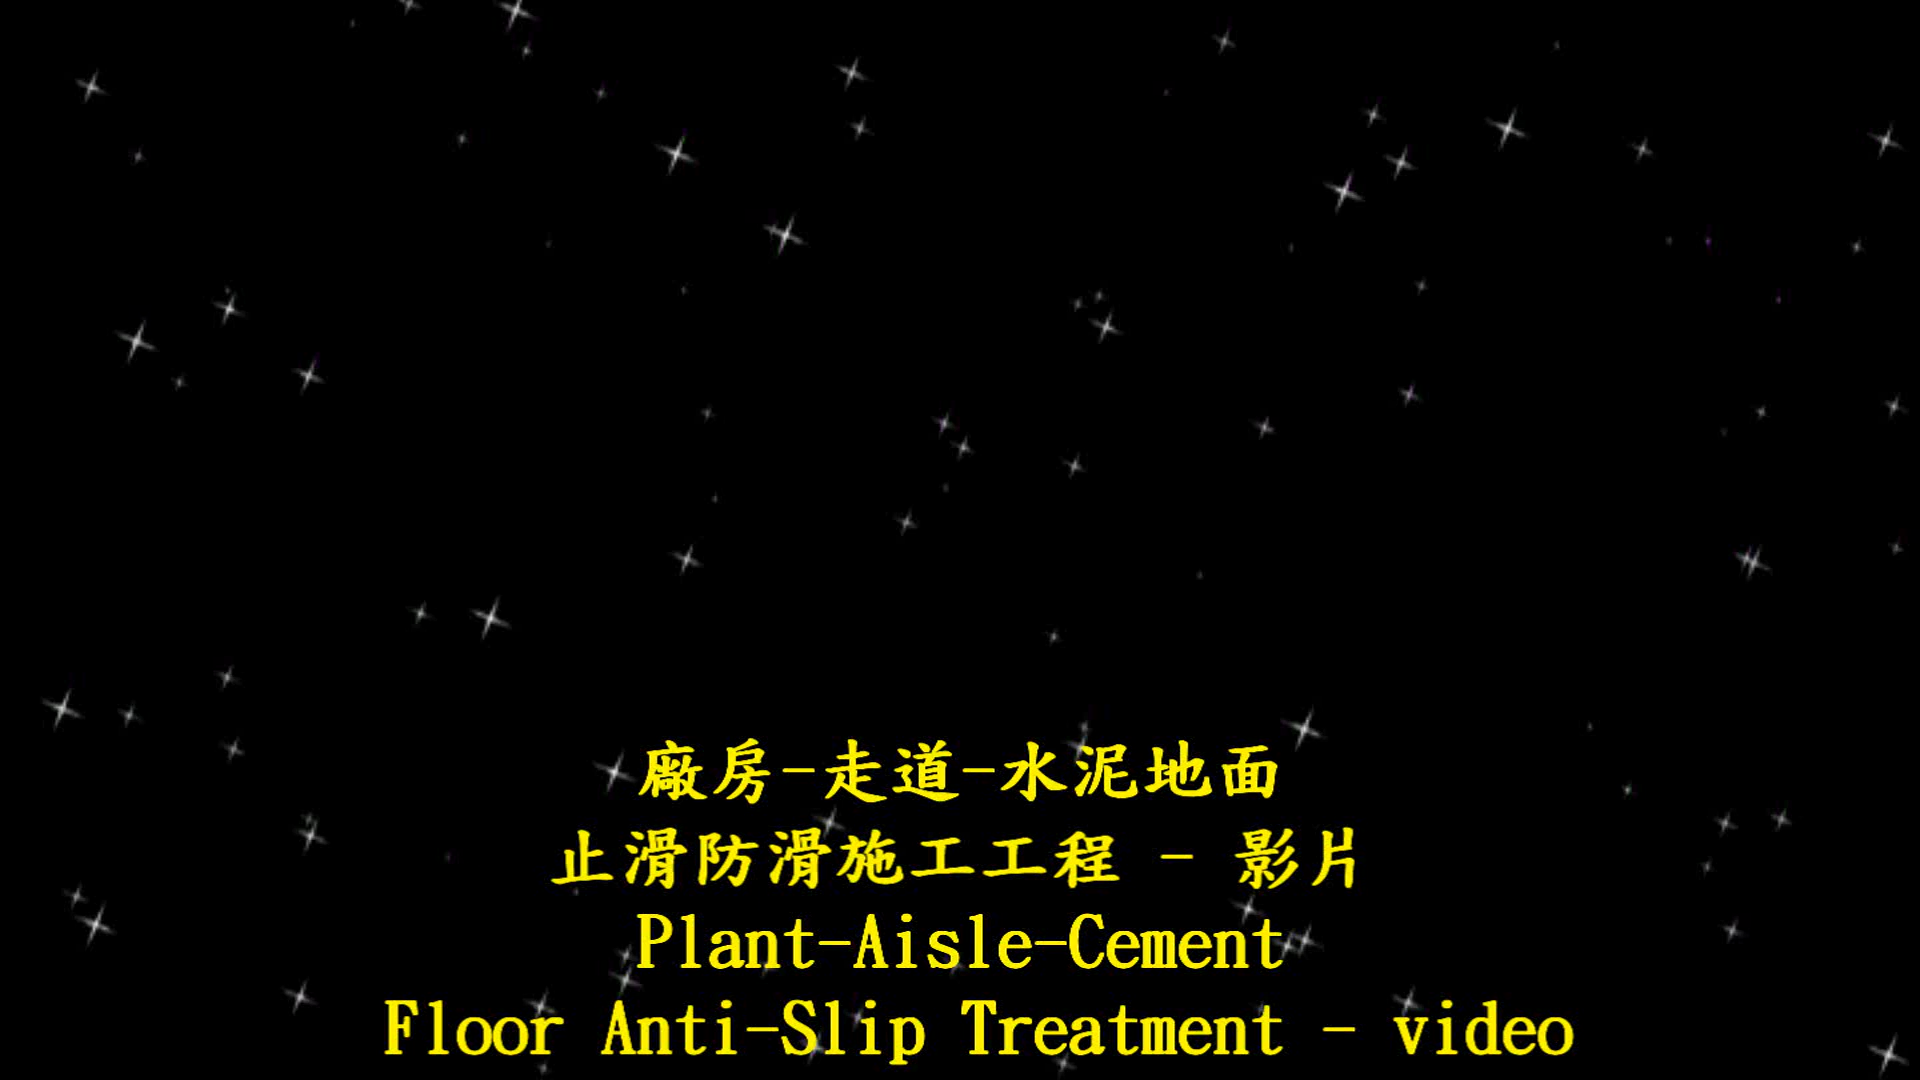 廠房-走道-水泥地面
止滑防滑施工工程 - 影片
Plant-Aisle-Cement
Floor Anti-Slip Treatment - video